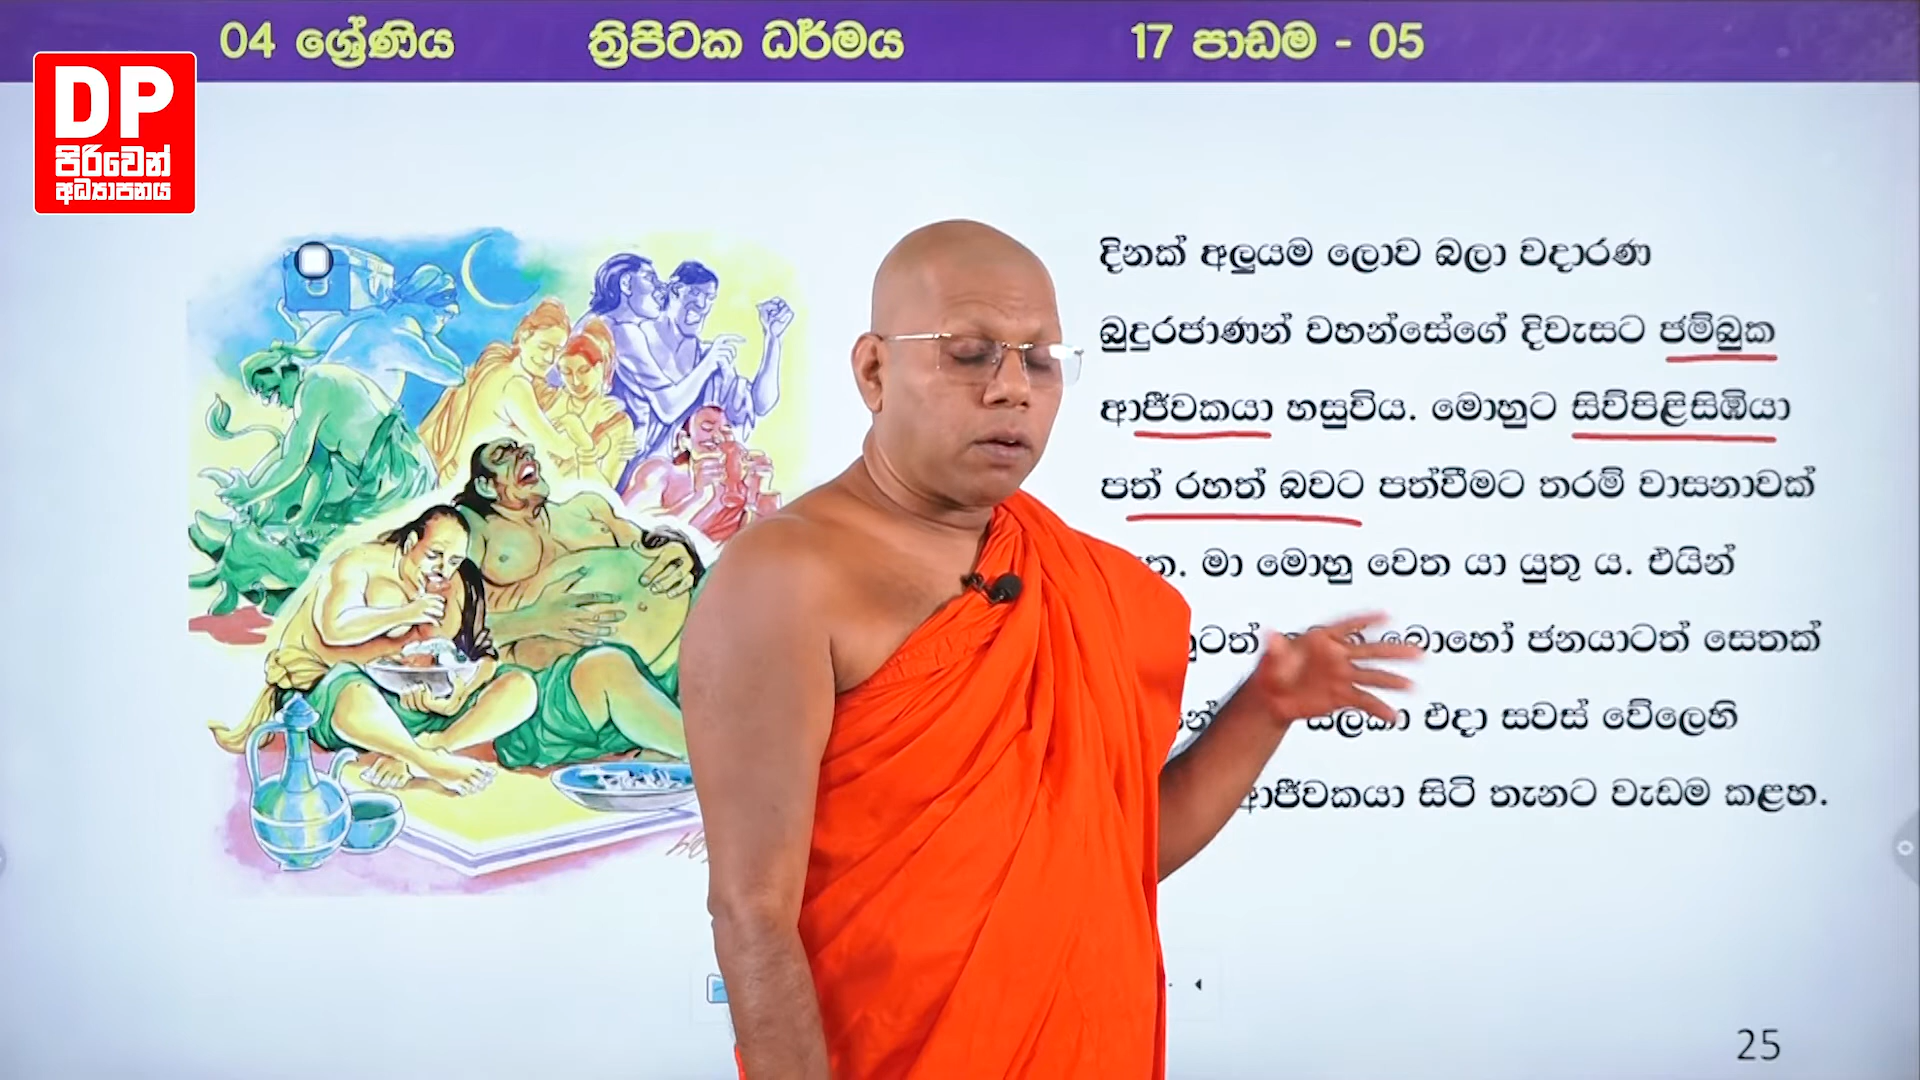 04 ශ්‍රේණිය ත්‍රිපිටක ධර්මය 17 පාඩම - 05
DP
පිරිවෙන්
අධ්‍යාපනය
දිනක් අලුයම ලොව බලා වදාරණ
බුදුරජාණන් වහන්සේගේ දිවැසට ජම්බුක
ආජීවකයා හසුවිය. මොහුට සිව්පිළිසිඹියා
පත් රහත් බවට පත්වීමට තරම් වාසනාවක්
මා මොහු වෙත යා යුතු ය. එයින්
බොහෝ ජනයාටත් සෙතක්
සලකා එදා සවස් වේලෙහි
ආජීවකයා සිටි තැනට වැඩම කළහ.
25